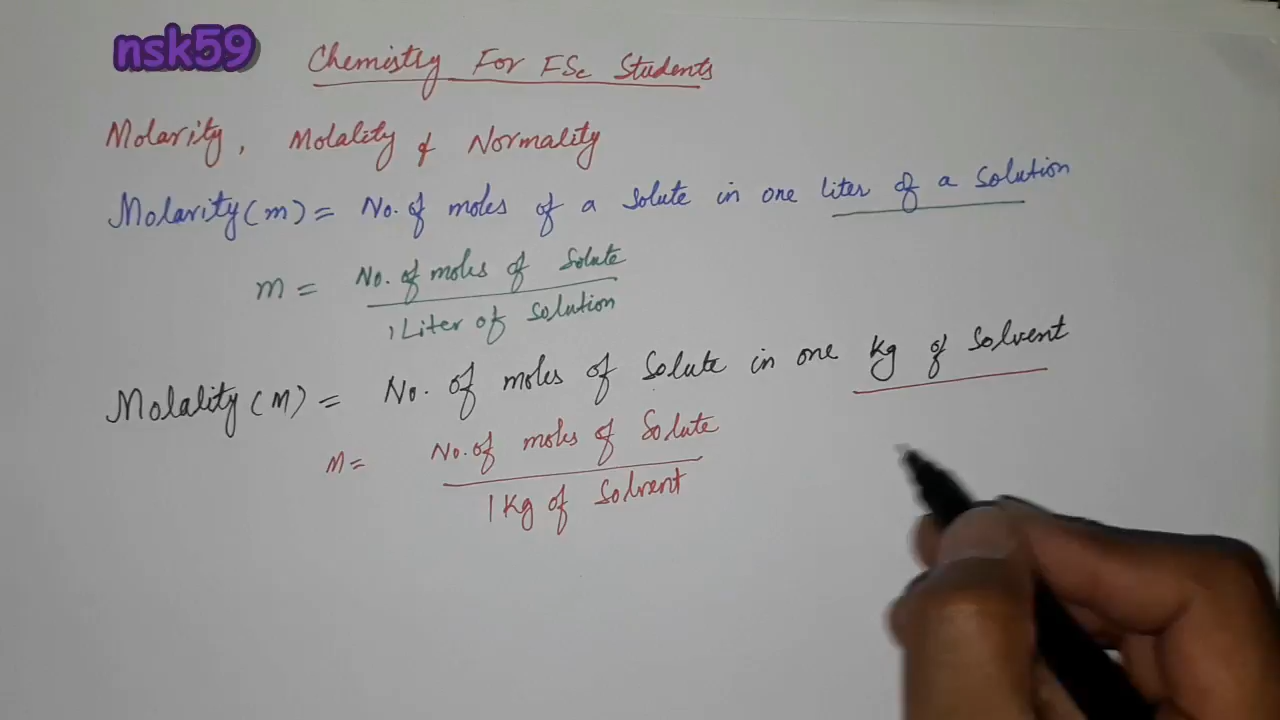 nsk59
Chemistry For FSc Students
Molarity, Molality & Normality
Molarity (m) = No. of moles of a Solute in one liter of a Solution
m = No. of moles of Solute
1 Liter of Solution
Molality (M) = No. of moles of Solute in one Kg of Solvent
M = No. of moles of Solute
1 Kg of Solvent